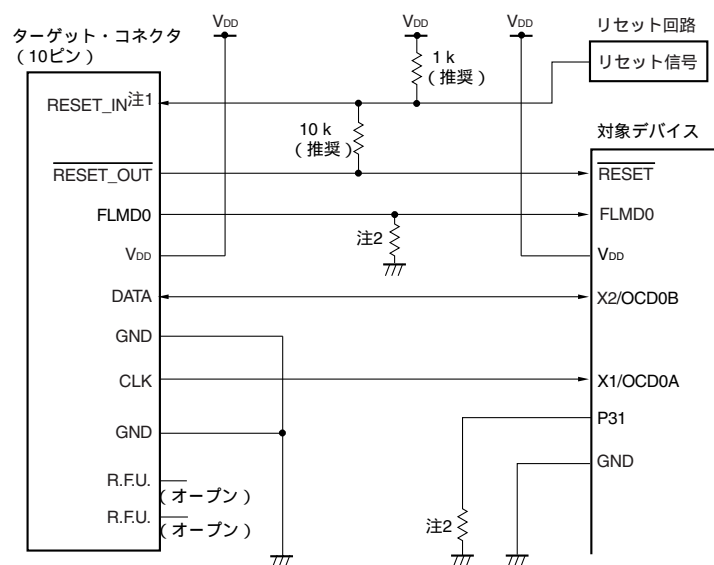 VDD
VDD
VDD
リセット回路
リセット信号
ターゲット・コネクタ
(10ピン)
1 k
(推奨)
RESET_IN注1
10 k
(推奨)
対象デバイス
RESET_OUT
RESET
FLMD0
FLMD0
注2
VDD
VDD
DATA
X2/OCD0B
GND
CLK
X1/OCD0A
P31
GND
GND
R.F.U.
(オープン)
R.F.U.
(オープン)
注2